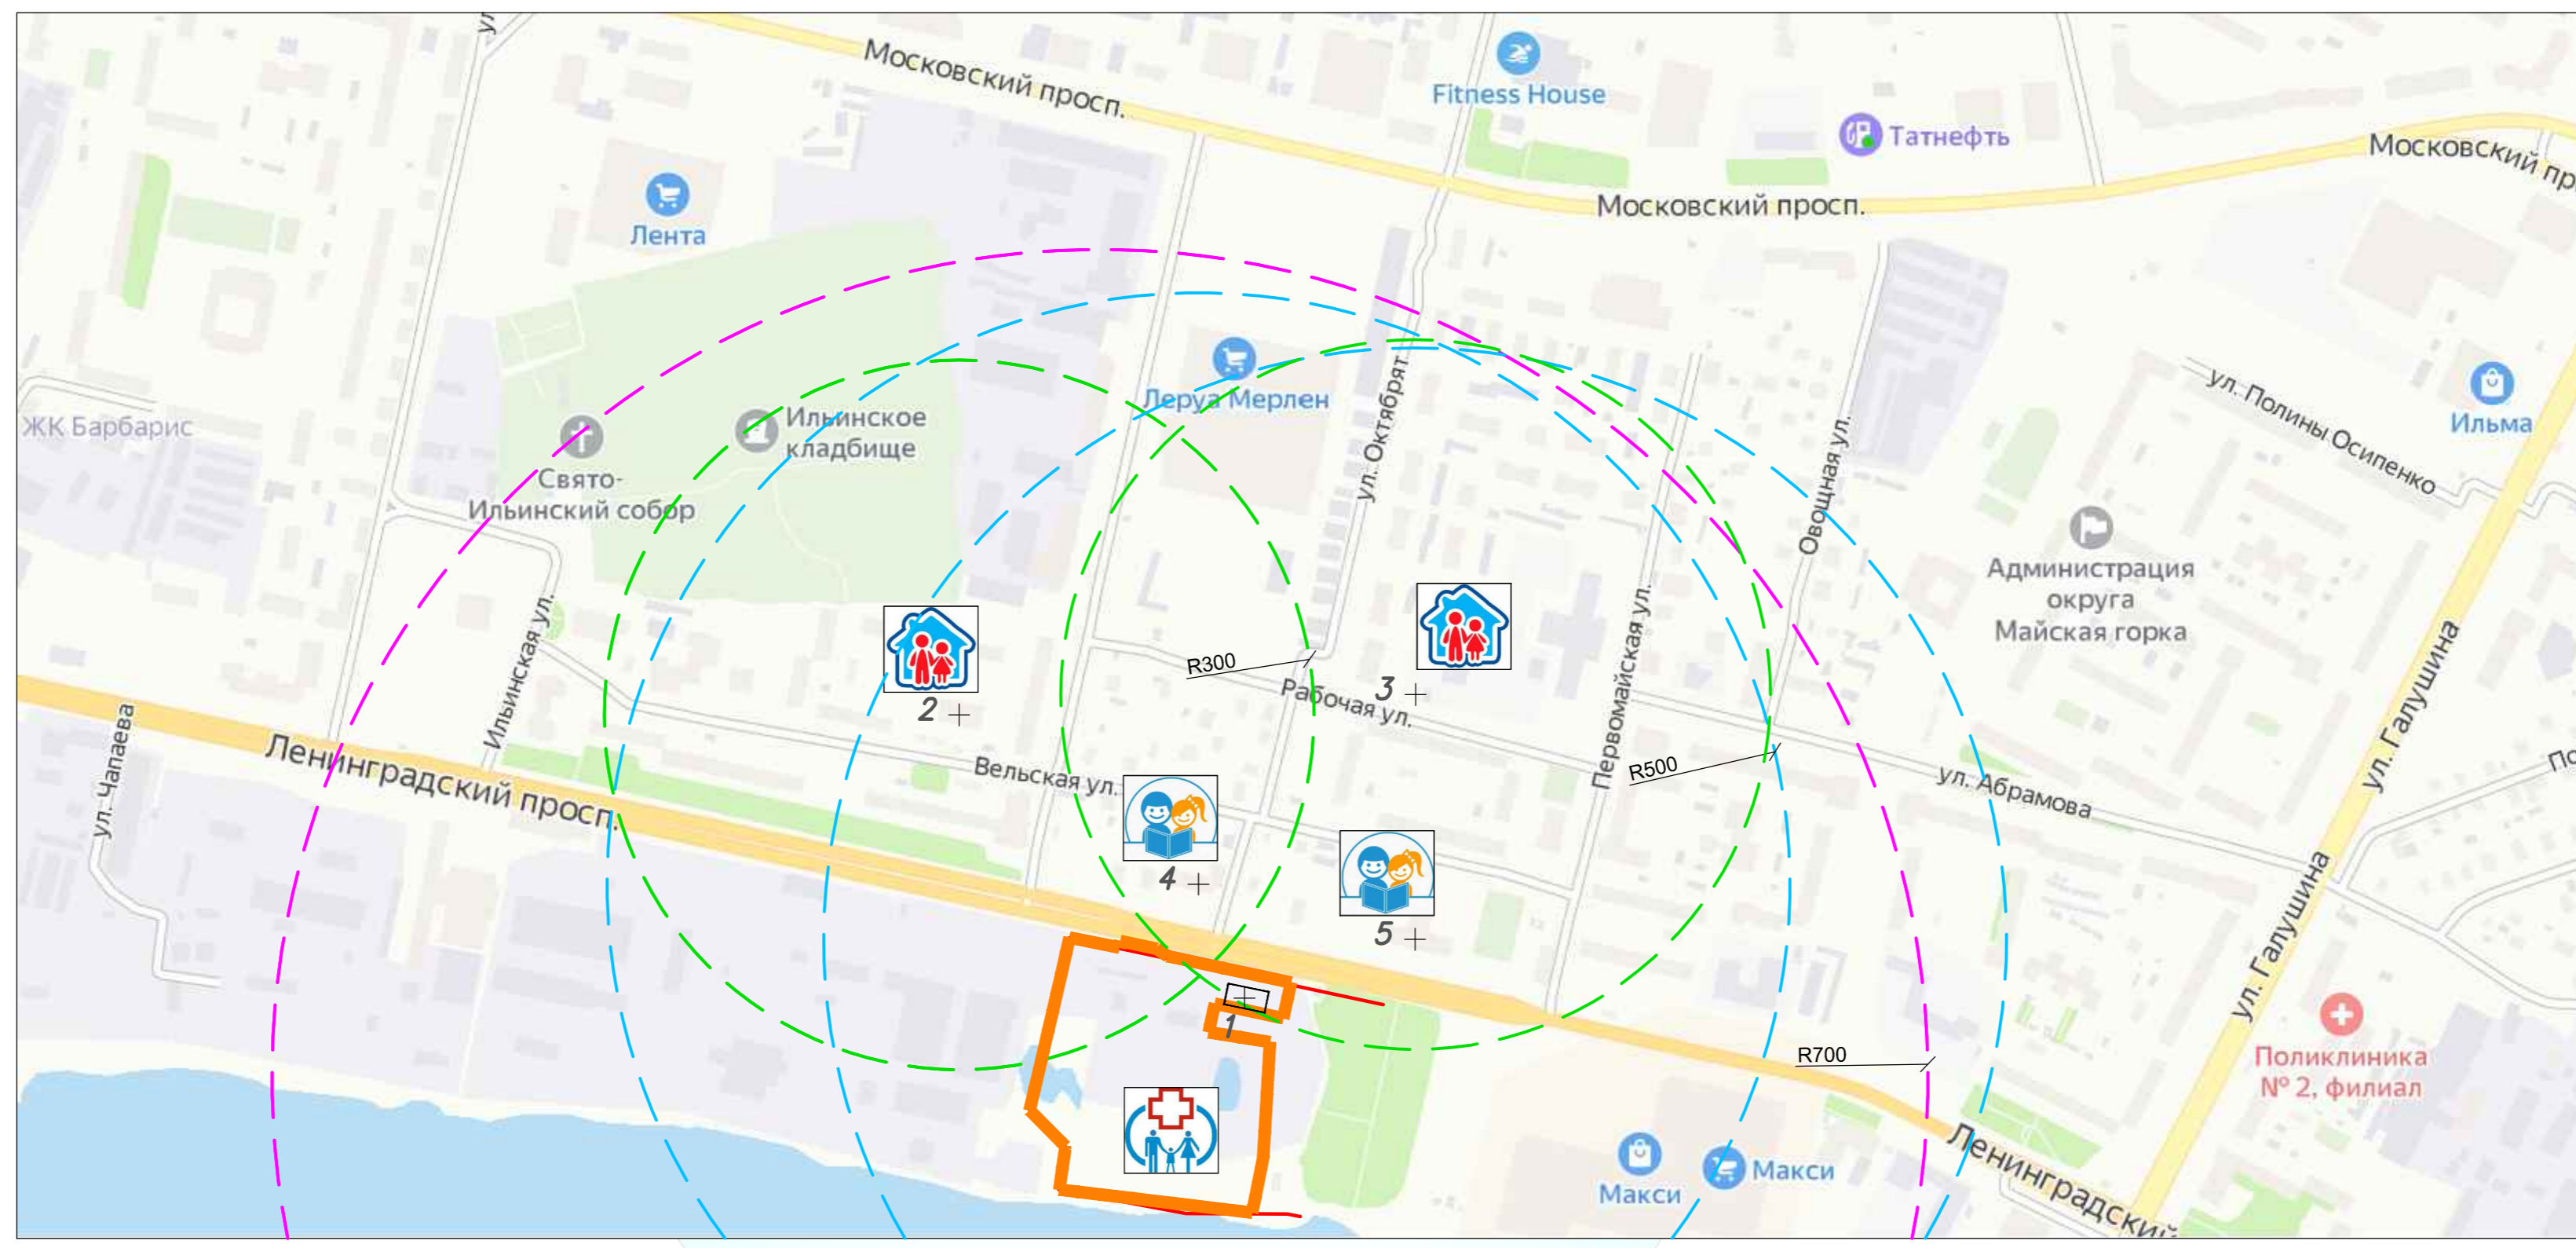 ул
Московский просп.
Fitness House
Татнефть
Московский пр
Московский просп.
Лента
Леруа Мерлен
Ильинское
кладбище
ЖК Барбарис
Свято-
Ильинский собор
ул. Октябрят
Овощная ул.
ул. Полины Осипенко
Ильма
Администрация
округа
Майская горка
Ильинская ул.
Первомайская ул.
R300
Рабочая ул.
2
3
ул. Галушина
ул. Чапаева
Ленинградский просп.
Вельская ул.
R500
ул. Абрамова
По
4
5
ул. Галушина
1
R700
Поликлиника
№ 2, филиал
Макси
Макси
Ленинградский